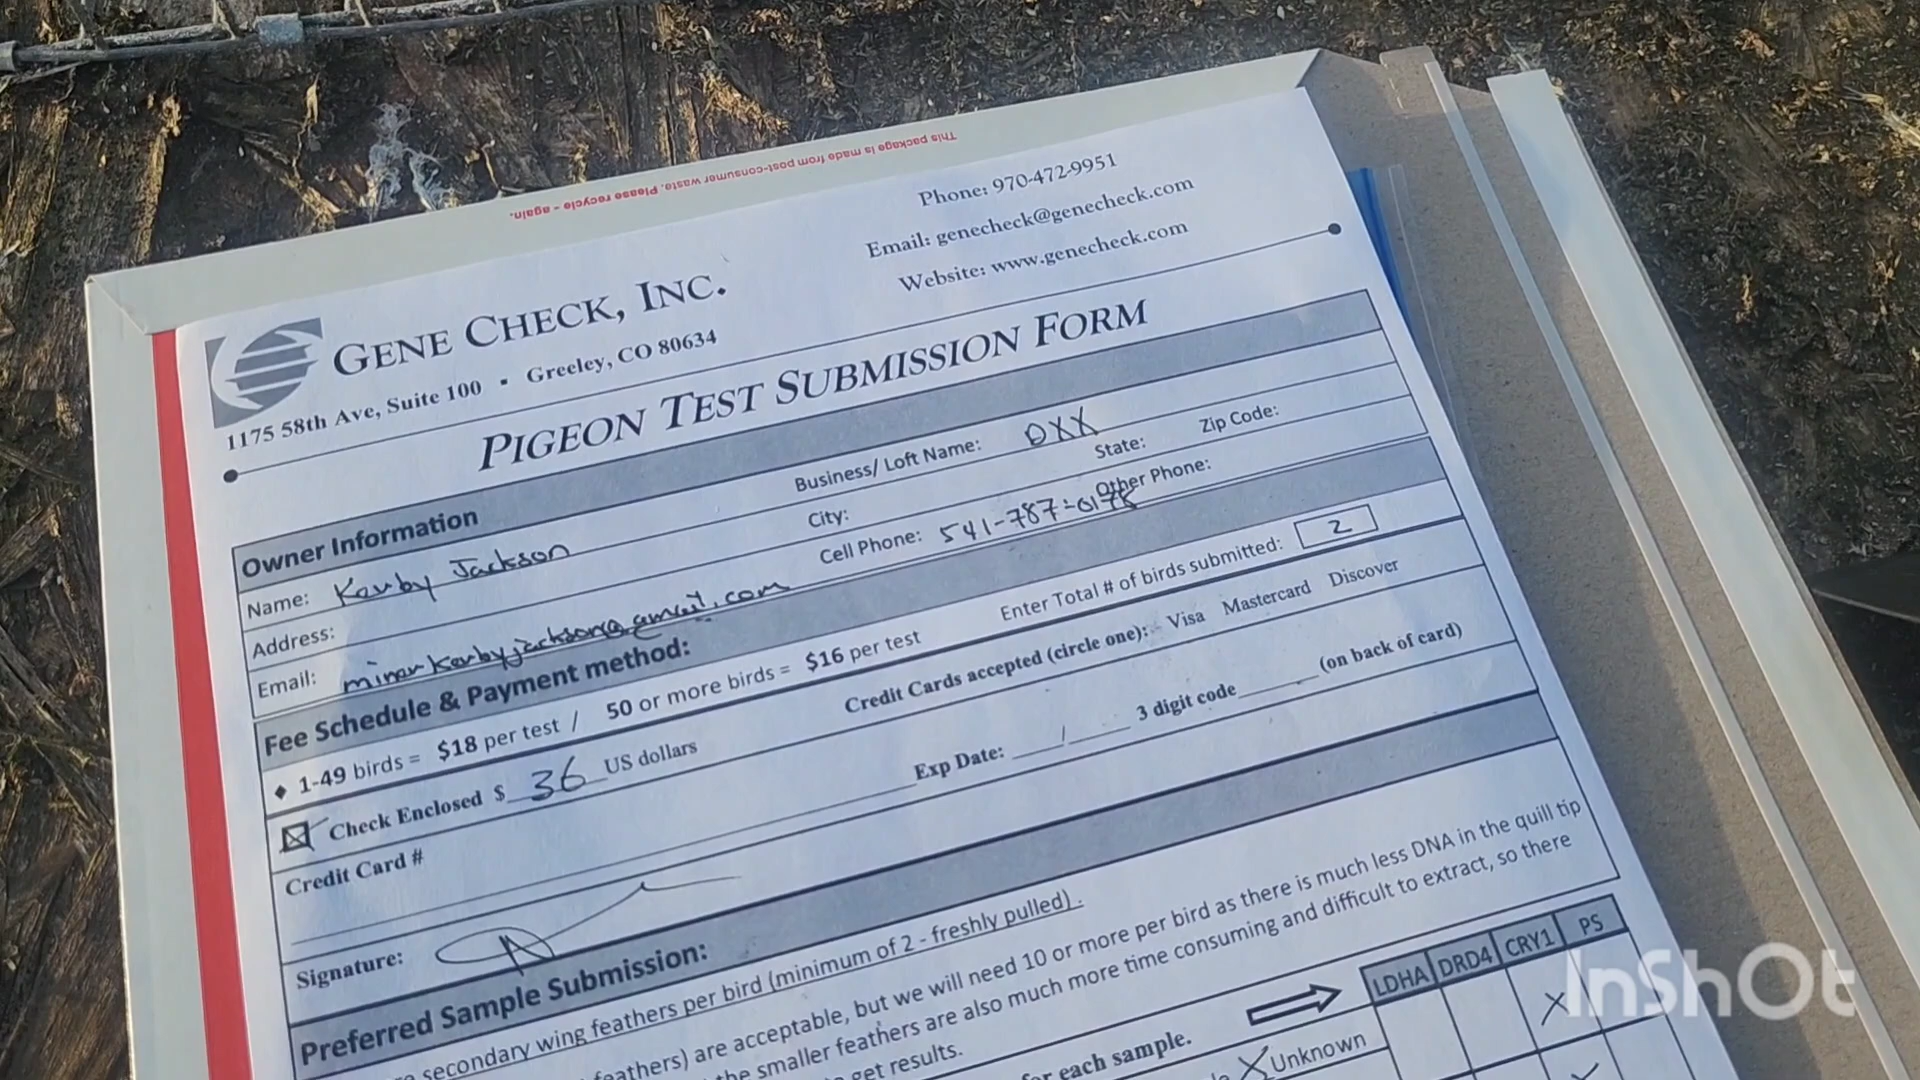 This package is made from post-consumer waste. Please recycle - again.
Phone: 970-472-9951
Email: genecheck@genecheck.com
Website: www.genecheck.com
GENE CHECK, INC.
1175 58th Ave, Suite 100 ▪ Greeley, CO 80634
PIGEON TEST SUBMISSION FORM
Owner Information
Name: Kerby Jackson Business/ Loft Name: OXX
Address: City: State: Zip Code:
Email: minerkerbyjackson@gmail.com Cell Phone: 541-787-0178 Other Phone:
Fee Schedule & Payment method: Enter Total # of birds submitted: 2
♦ 1-49 birds = $18 per test / 50 or more birds = $16 per test
Check Enclosed $ 36 US dollars Credit Cards accepted (circle one): - Visa Mastercard Discover
Credit Card # Exp Date: ____/____ 3 digit code ____ (on back of card)
Signature:
Preferred Sample Submission:
secondary wing feathers per bird (minimum of 2 - freshly pulled).
feathers) are acceptable, but we will need 10 or more per bird as there is much less DNA in the quill tip
the smaller feathers are also much more time consuming and difficult to extract, so there
get results.
for each sample.
LDHA DRD4 CRY1 PS
X
X Unknown
InShOt